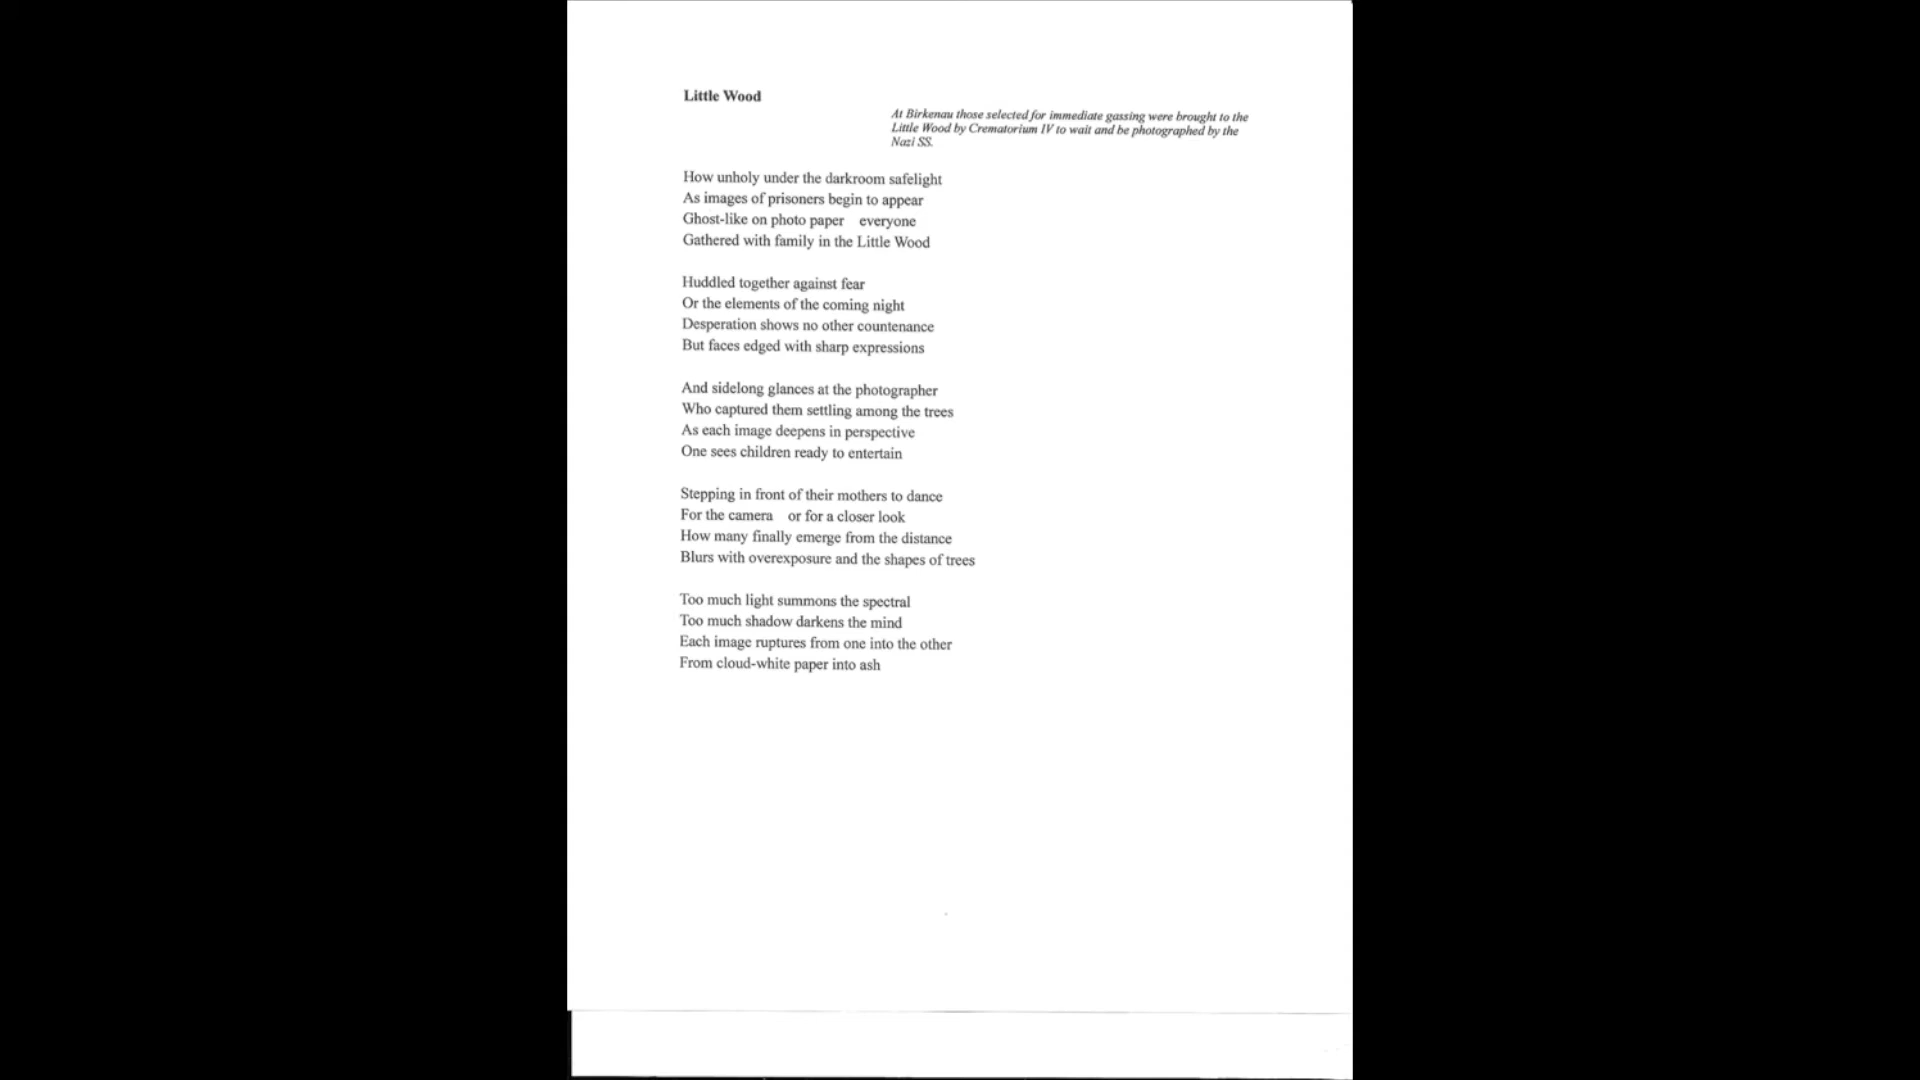 Little Wood
At Birkenau those selected for immediate gassing were brought to the
Little Wood by Crematorium IV to wait and be photographed by the
Nazi SS.
How unholy under the darkroom safelight
As images of prisoners begin to appear
Ghost-like on photo paper    everyone
Gathered with family in the Little Wood
Huddled together against fear
Or the elements of the coming night
Desperation shows no other countenance
But faces edged with sharp expressions
And sidelong glances at the photographer
Who captured them settling among the trees
As each image deepens in perspective
One sees children ready to entertain
Stepping in front of their mothers to dance
For the camera    or for a closer look
How many finally emerge from the distance
Blurs with overexposure and the shapes of trees
Too much light summons the spectral
Too much shadow darkens the mind
Each image ruptures from one into the other
From cloud-white paper into ash